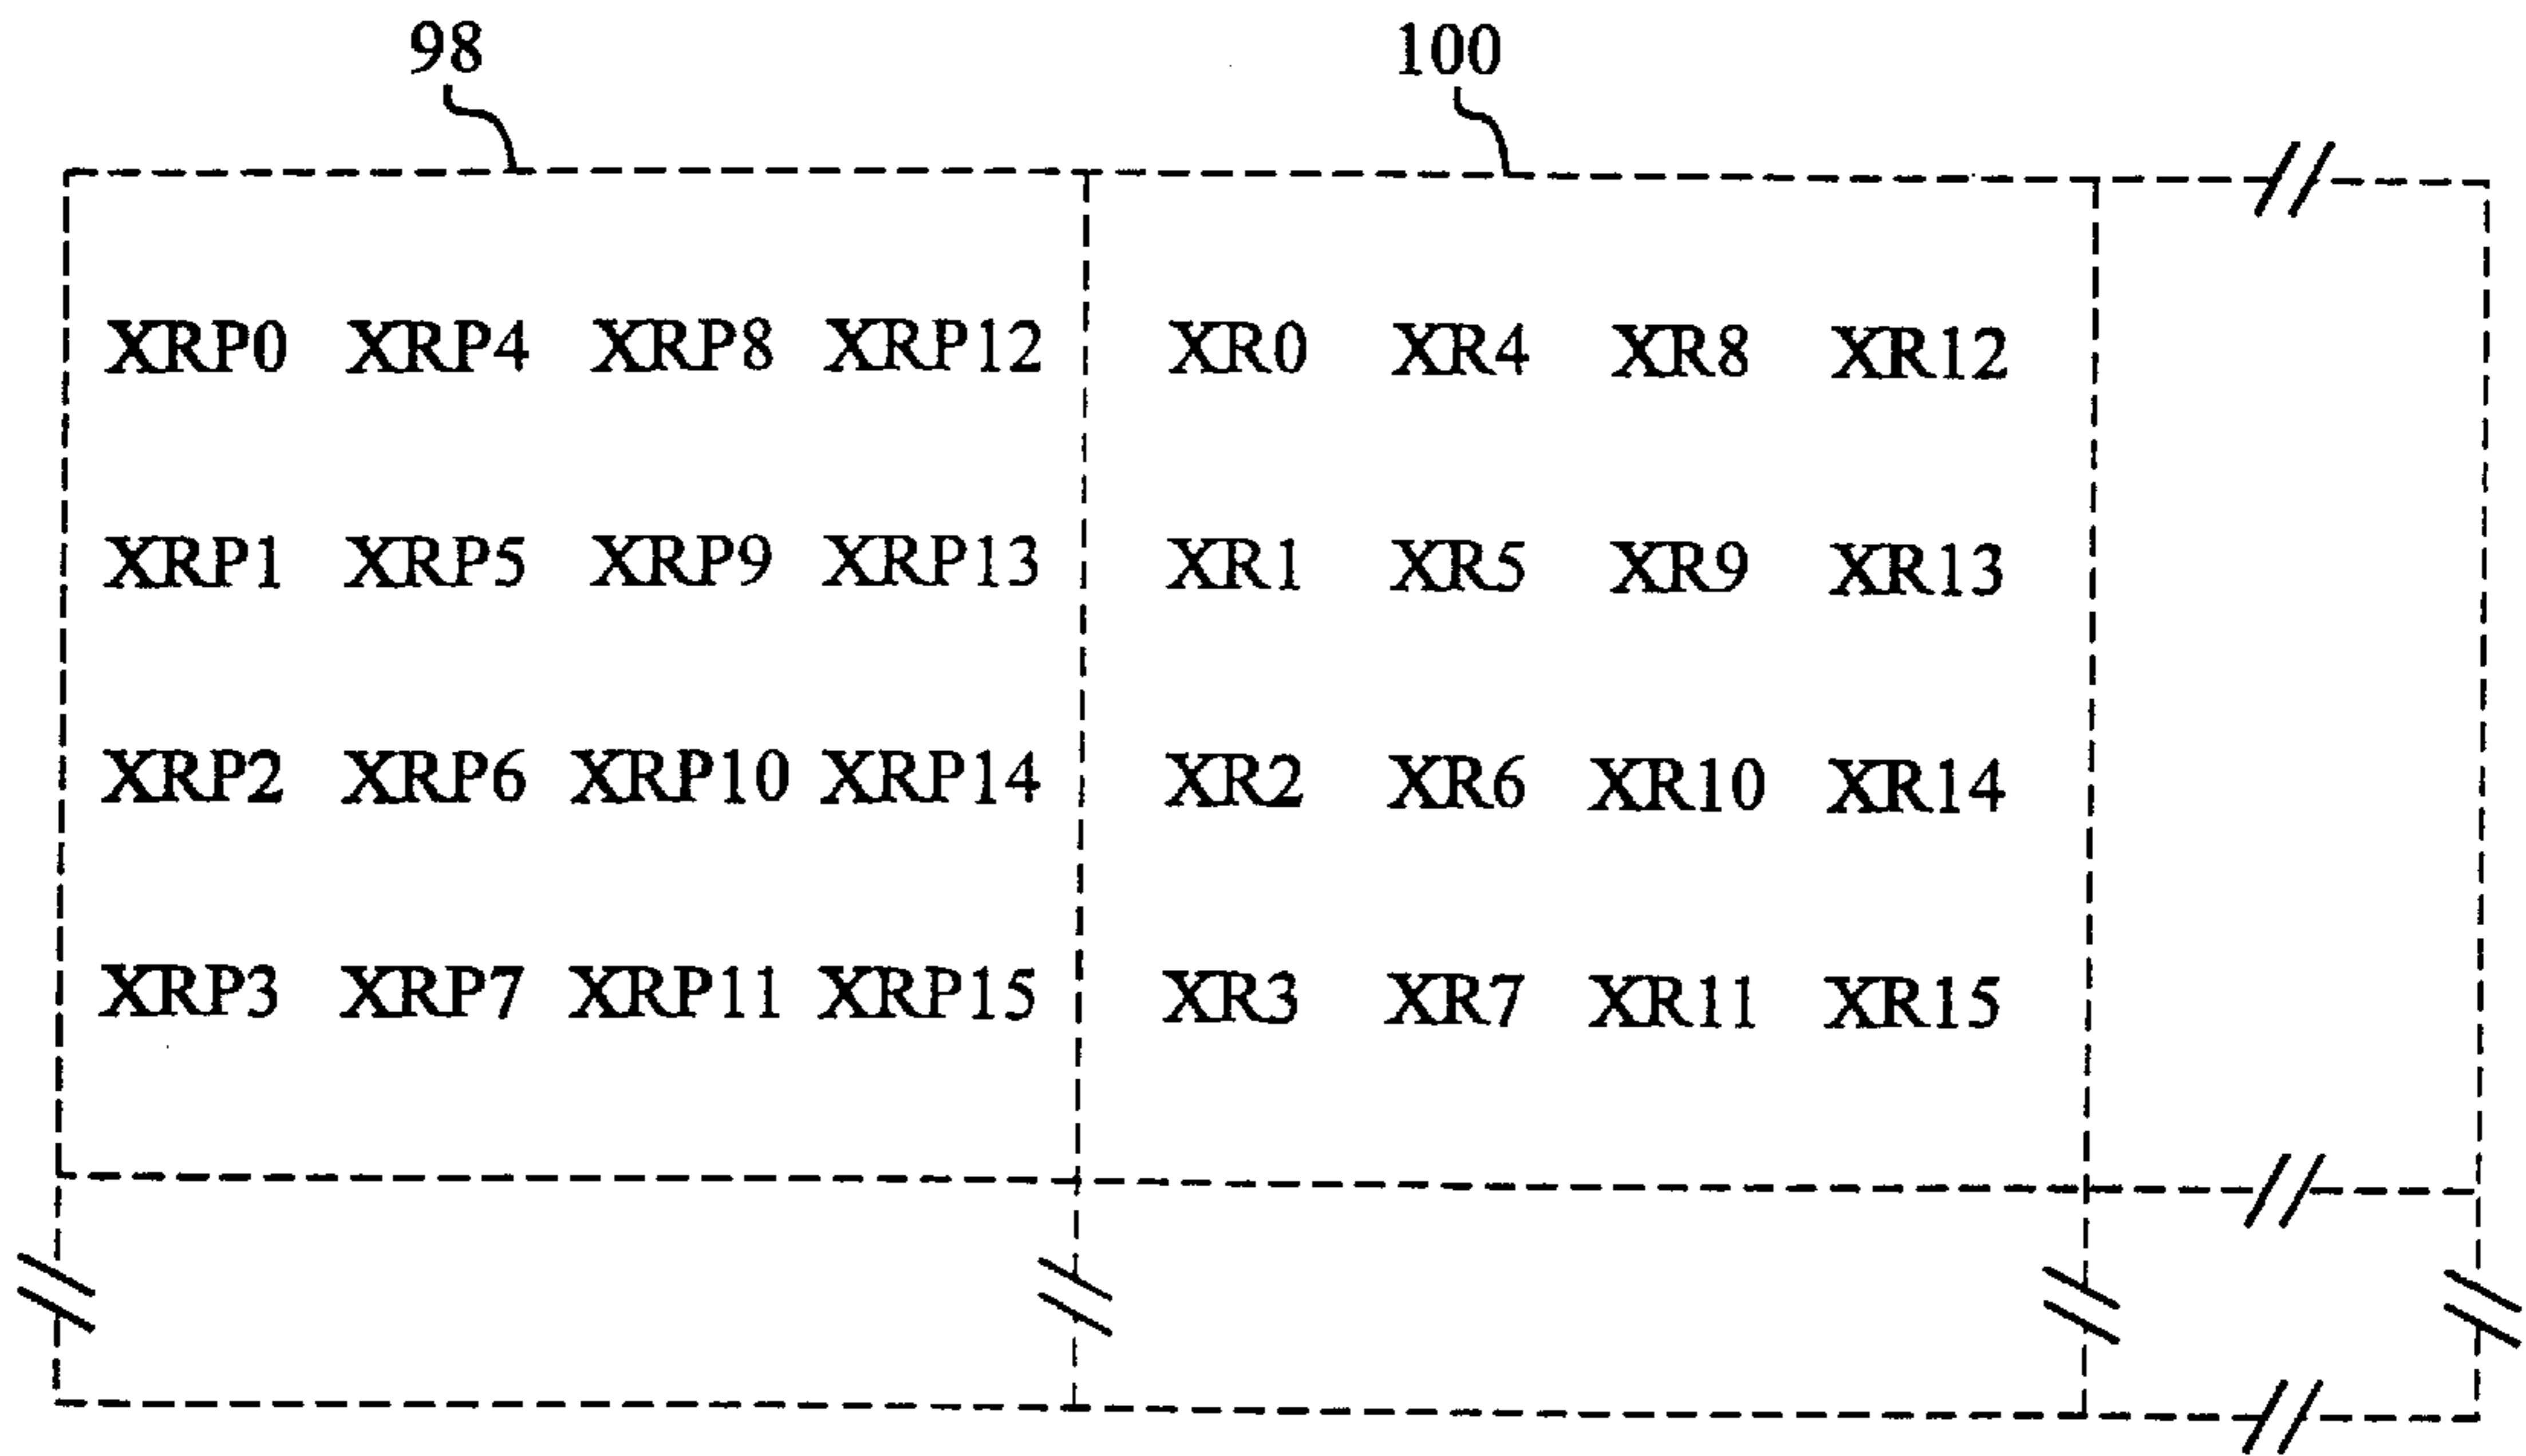 98 100
XRP0 XRP4 XRP8 XRP12 XR0 XR4 XR8 XR12
XRP1 XRP5 XRP9 XRP13 XR1 XR5 XR9 XR13
XRP2 XRP6 XRP10 XRP14 XR2 XR6 XR10 XR14
XRP3 XRP7 XRP11 XRP15 XR3 XR7 XR11 XR15